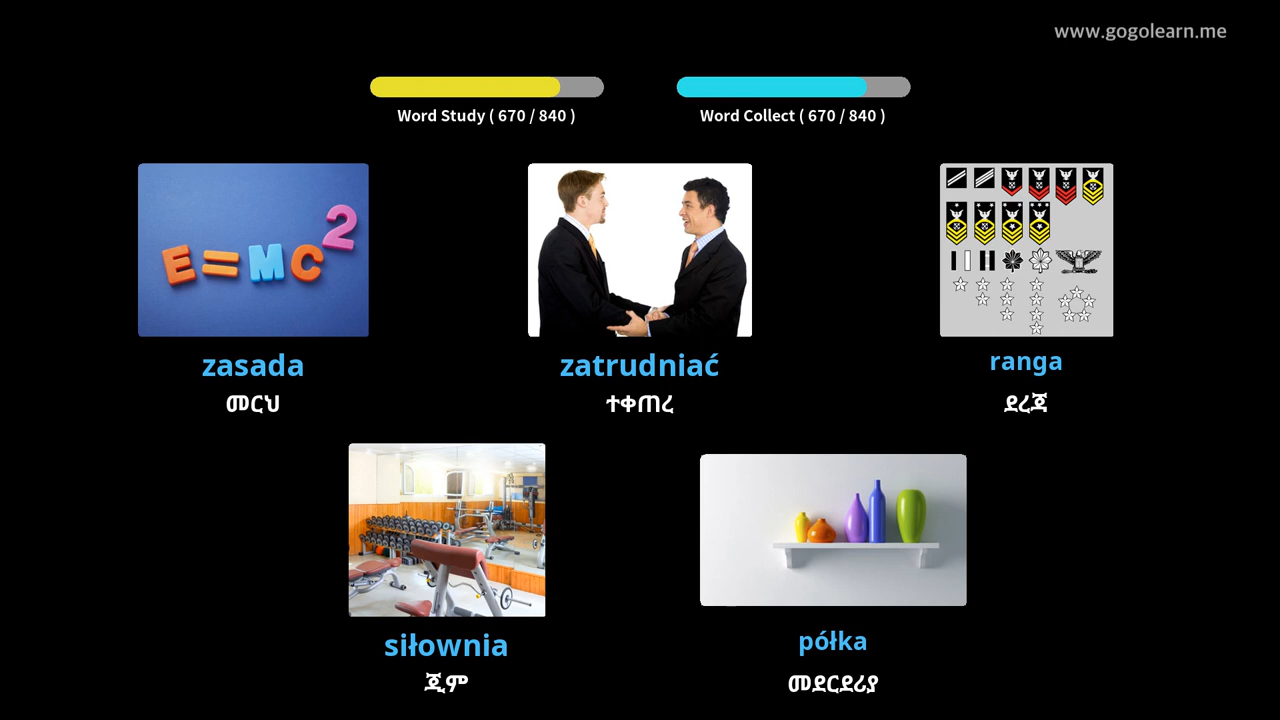 www.gogolearn.me
Word Study ( 670 / 840 )
Word Collect ( 670 / 840 )
E=MC2
zasada
መርህ
zatrudniać
ተቀጠረ
ranga
ደረጃ
siłownia
ጂም
półka
መደርደሪያ